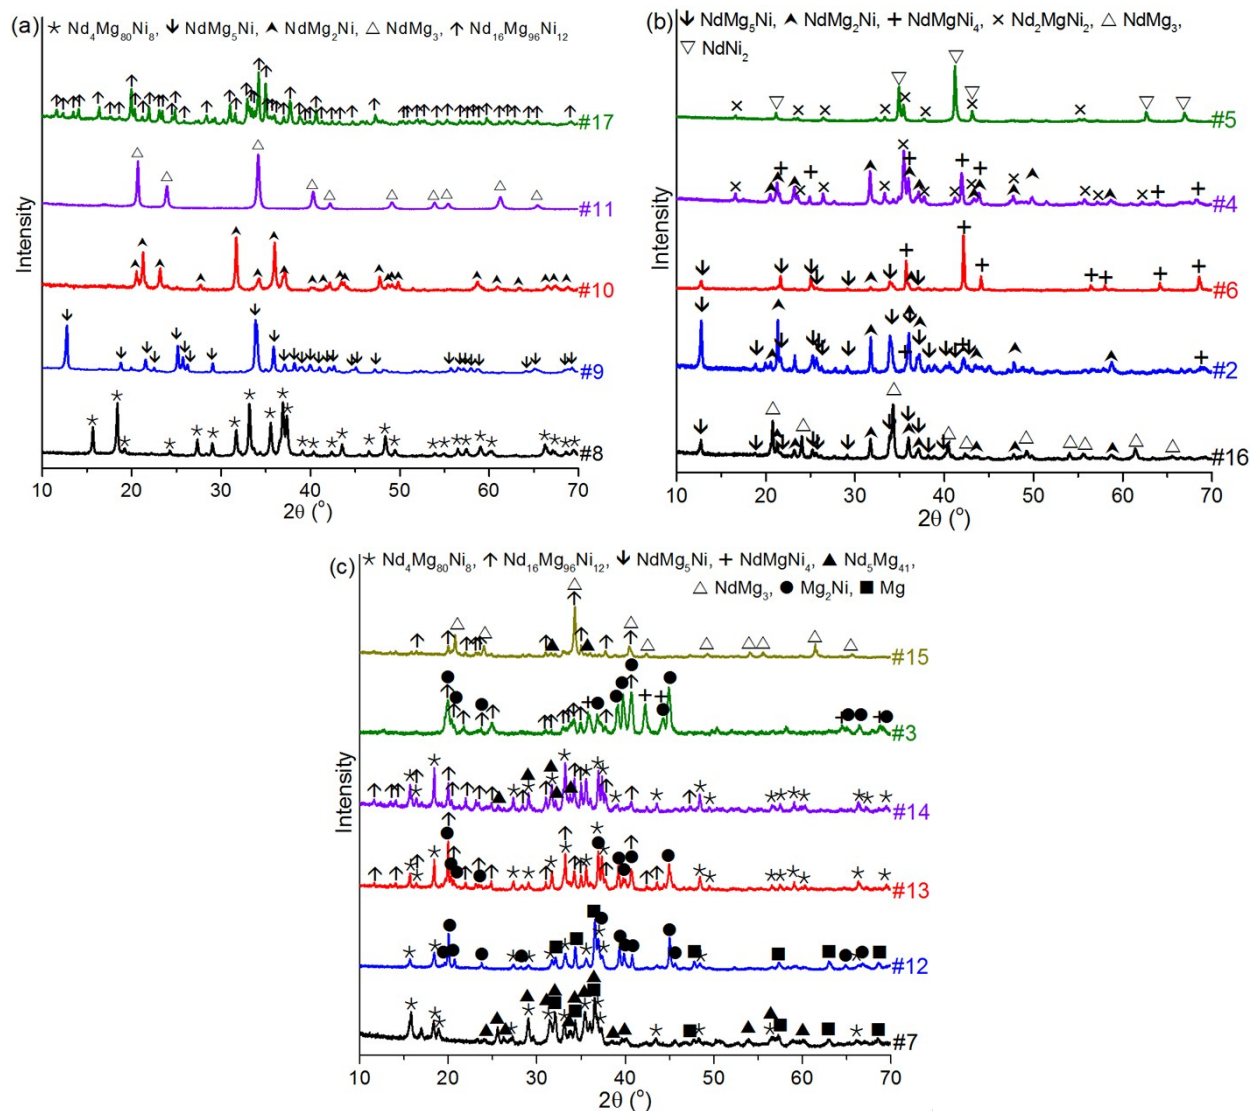 (a)
* Nd₄Mg₈₀Ni₈, ↓ NdMg₅Ni, ⮝ NdMg₂Ni, △ NdMg₃, ↑ Nd₁₆Mg₉₆Ni₁₂
#17
#11
#10
#9
#8
Intensity
10 20 30 40 50 60 70
2θ (°)
(b)
↓ NdMg₅Ni, ⮝ NdMg₂Ni, + NdMgNi₄, × Nd₂MgNi₂, △ NdMg₃,
▽ NdNi₂
#5
#4
#6
#2
#16
Intensity
10 20 30 40 50 60 70
2θ (°)
(c)
* Nd₄Mg₈₀Ni₈, ↑ Nd₁₆Mg₉₆Ni₁₂, ↓ NdMg₅Ni, + NdMgNi₄, ▲ Nd₅Mg₄₁,
△ NdMg₃, ● Mg₂Ni, ■ Mg
#15
#3
#14
#13
#12
#7
Intensity
10 20 30 40 50 60 70
2θ (°)